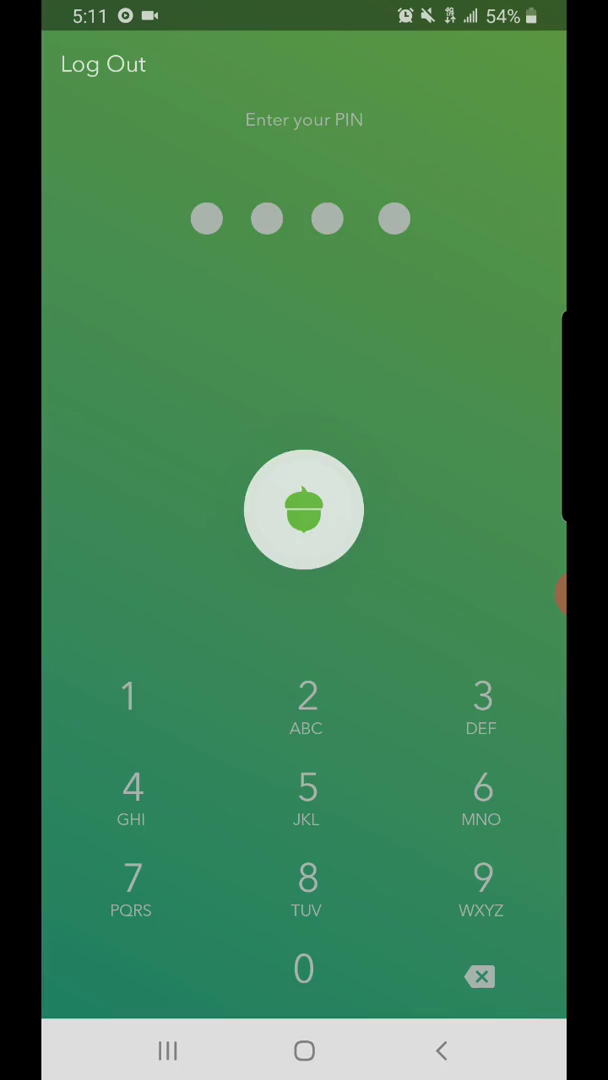 5:11 54%
Log Out
Enter your PIN
1 2 3
ABC DEF
4 5 6
GHI JKL MNO
7 8 9
PQRS TUV WXYZ
0